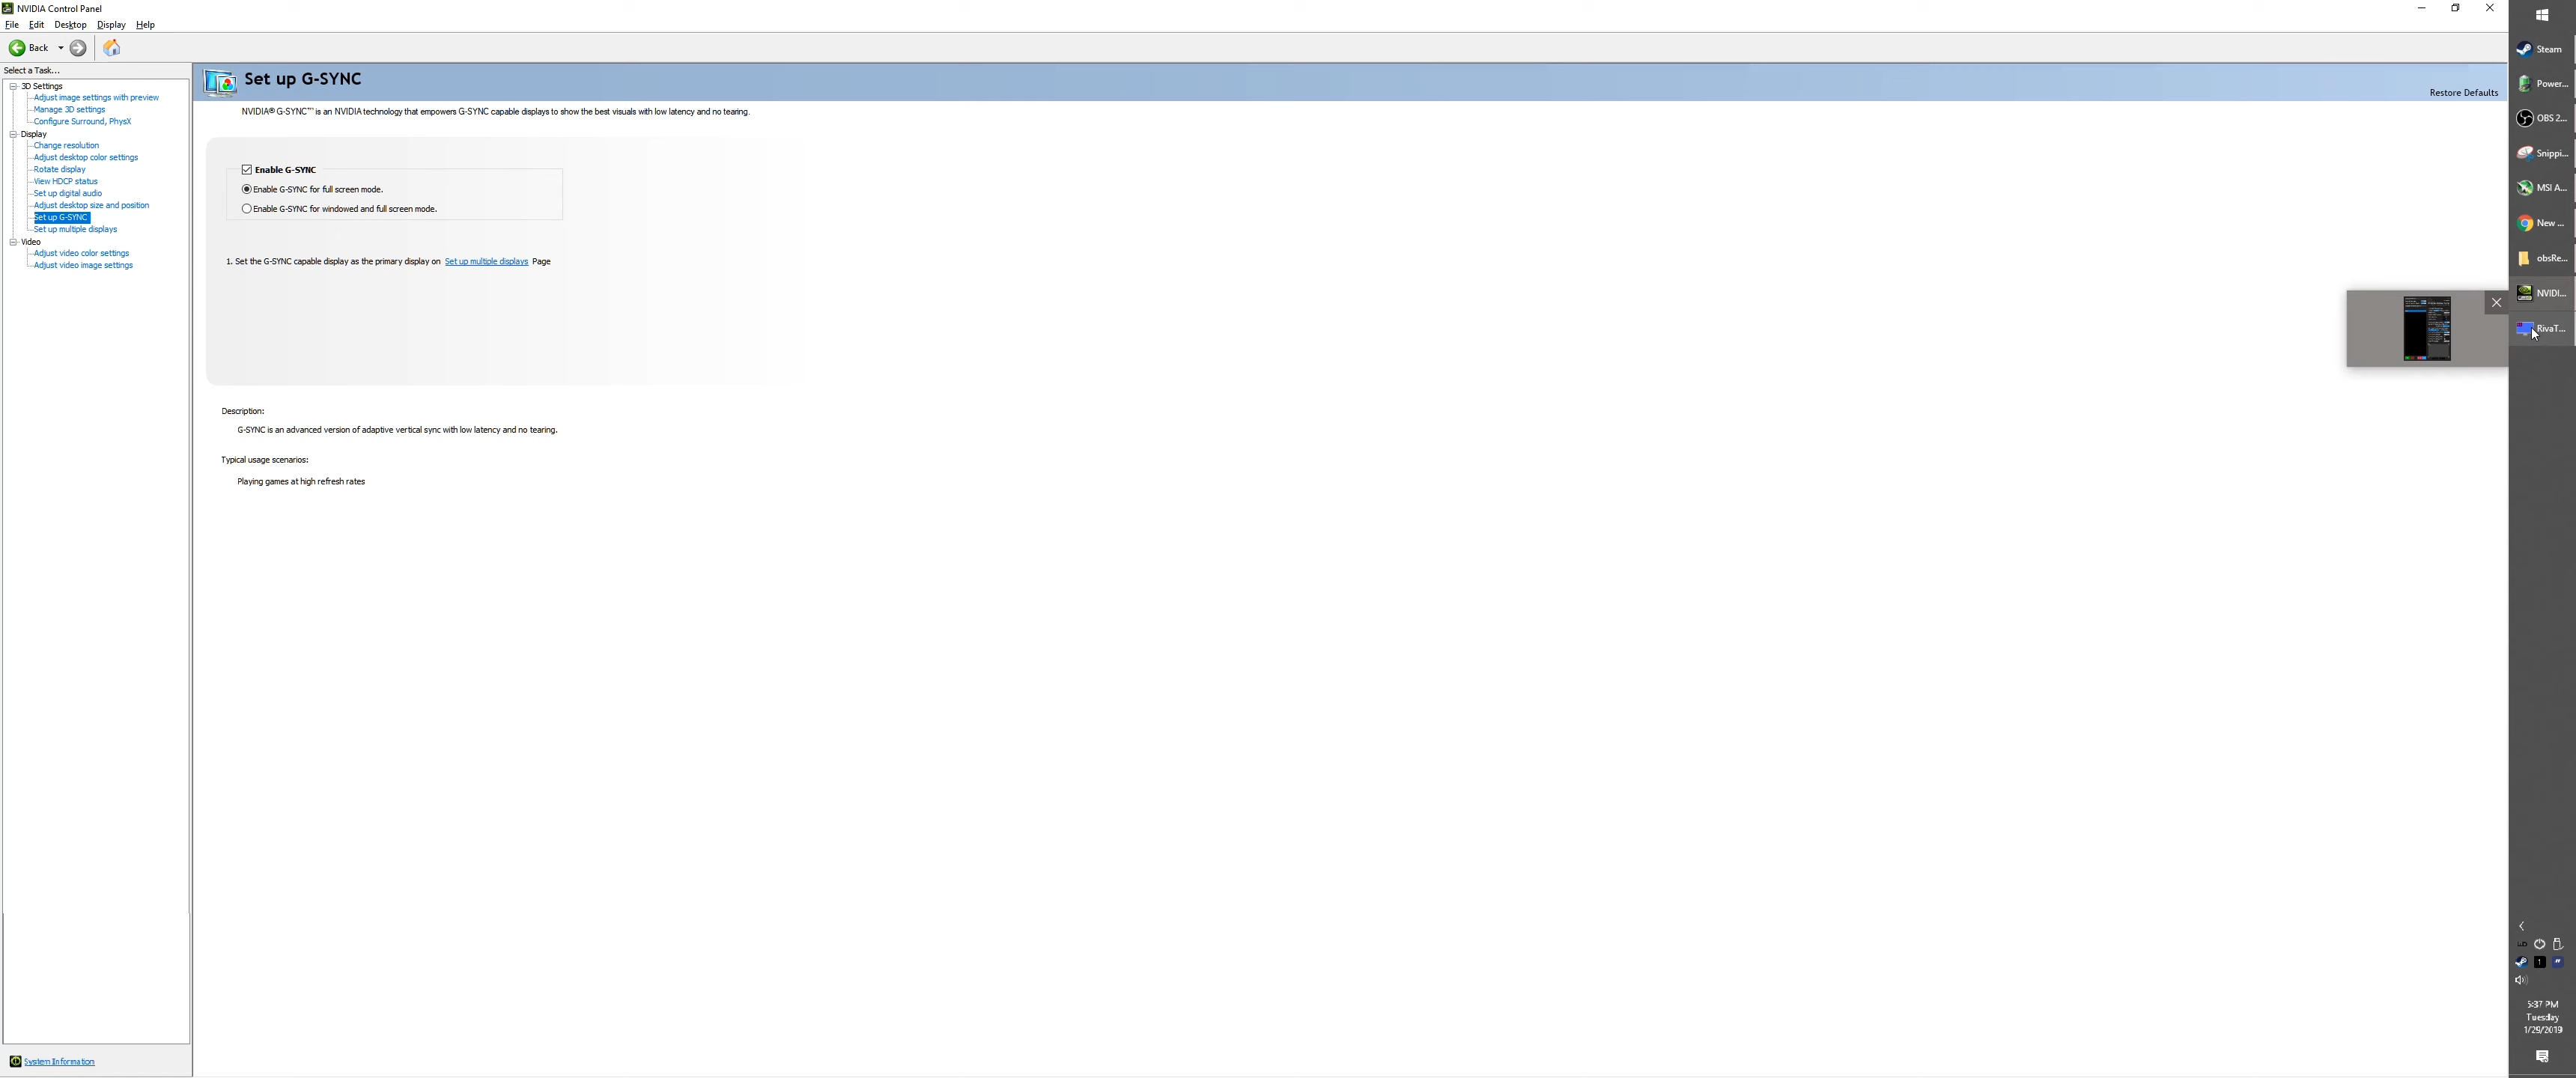 NVIDIA Control Panel
File Edit Desktop Display Help
Back
Select a Task...
3D Settings
Adjust image settings with preview
Manage 3D settings
Configure Surround, PhysX
Display
Change resolution
Adjust desktop color settings
Rotate display
View HDCP status
Set up digital audio
Adjust desktop size and position
Set up G-SYNC
Set up multiple displays
Video
Adjust video color settings
Adjust video image settings
System Information
Set up G-SYNC
Restore Defaults
NVIDIA® G-SYNC™ is an NVIDIA technology that empowers G-SYNC capable displays to show the best visuals with low latency and no tearing.
Enable G-SYNC
Enable G-SYNC for full screen mode.
Enable G-SYNC for windowed and full screen mode.
1. Set the G-SYNC capable display as the primary display on Set up multiple displays Page
Description:
G-SYNC is an advanced version of adaptive vertical sync with low latency and no tearing.
Typical usage scenarios:
Playing games at high refresh rates
Steam
Power...
OBS 2...
Snippi...
MSI A...
New ...
obsRe...
NVIDI...
RivaT...
5:37 PM
Tuesday
1/29/2019